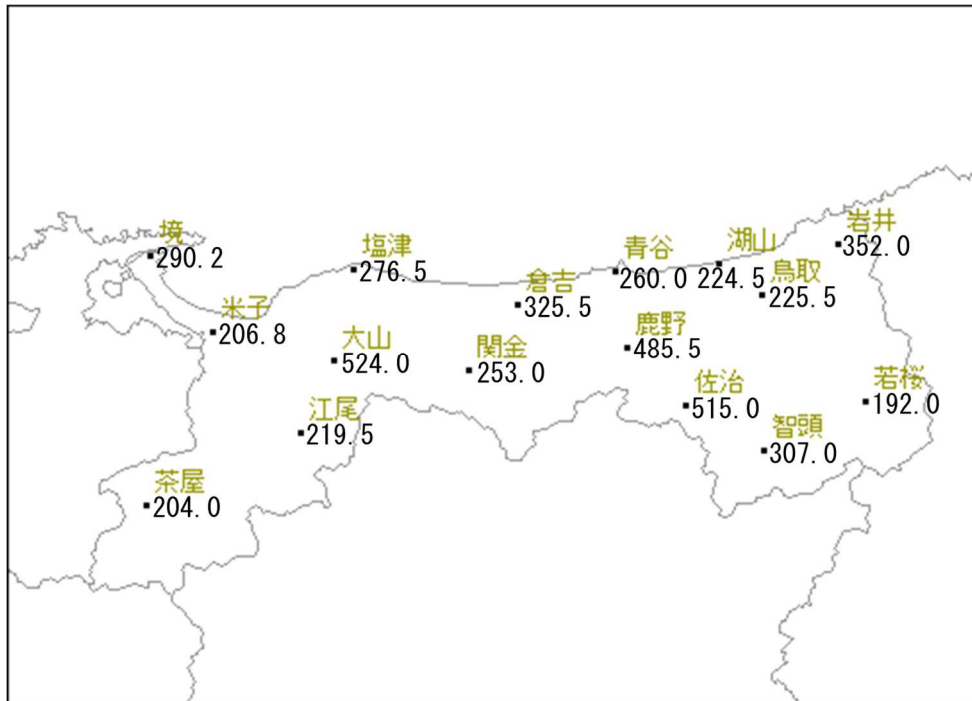 境
290.2
米子
206.8
塩津
276.5
大山
524.0
江尾
219.5
茶屋
204.0
倉吉
325.5
関金
253.0
青谷
260.0
湖山
224.5
鳥取
225.5
岩井
352.0
鹿野
485.5
佐治
515.0
智頭
307.0
若桜
192.0